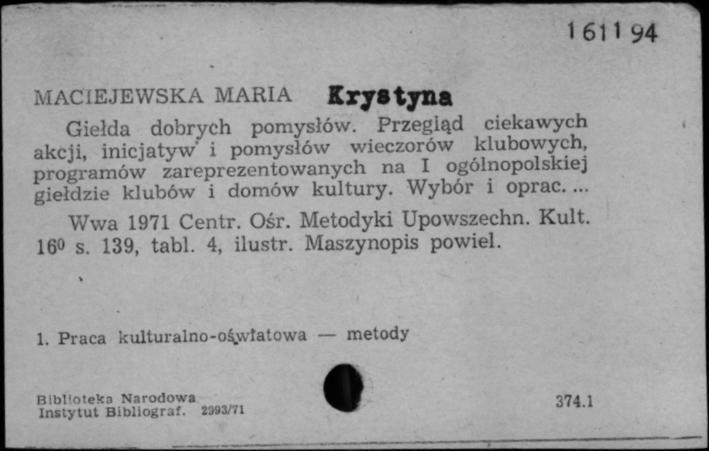 161194
MACIEJEWSKA MARIA Krystyna
Giełda dobrych pomysłów. Przegląd ciekawych
akcji, inicjatyw i pomysłów wieczorów klubowych,
programów zareprezentowanych na I ogólnopolskiej
giełdzie klubów i domów kultury. Wybór i oprac. ...
Wwa 1971 Centr. Ośr. Metodyki Upowszechn. Kult.
16⁰ s. 139, tabl. 4, ilustr. Maszynopis powiel.
1. Praca kulturalno-oświatowa — metody
Biblioteka Narodowa
Instytut Bibliograf. 2993/71
374.1